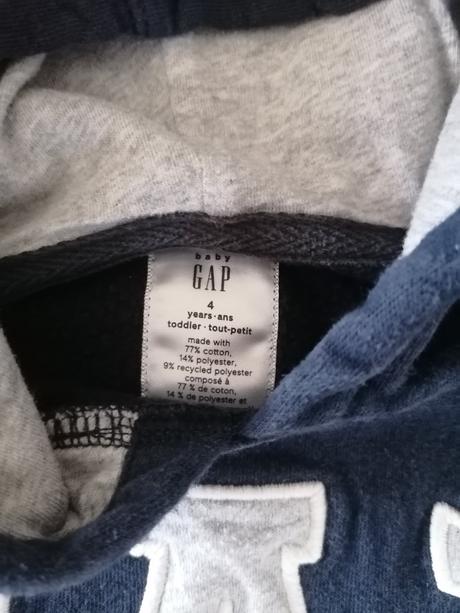 baby
GAP
4
years·ans
toddler·tout-petit
made with
77% cotton,
14% polyester,
9% recycled polyester
composé à
77 % de coton,
14 % de polyester et
A